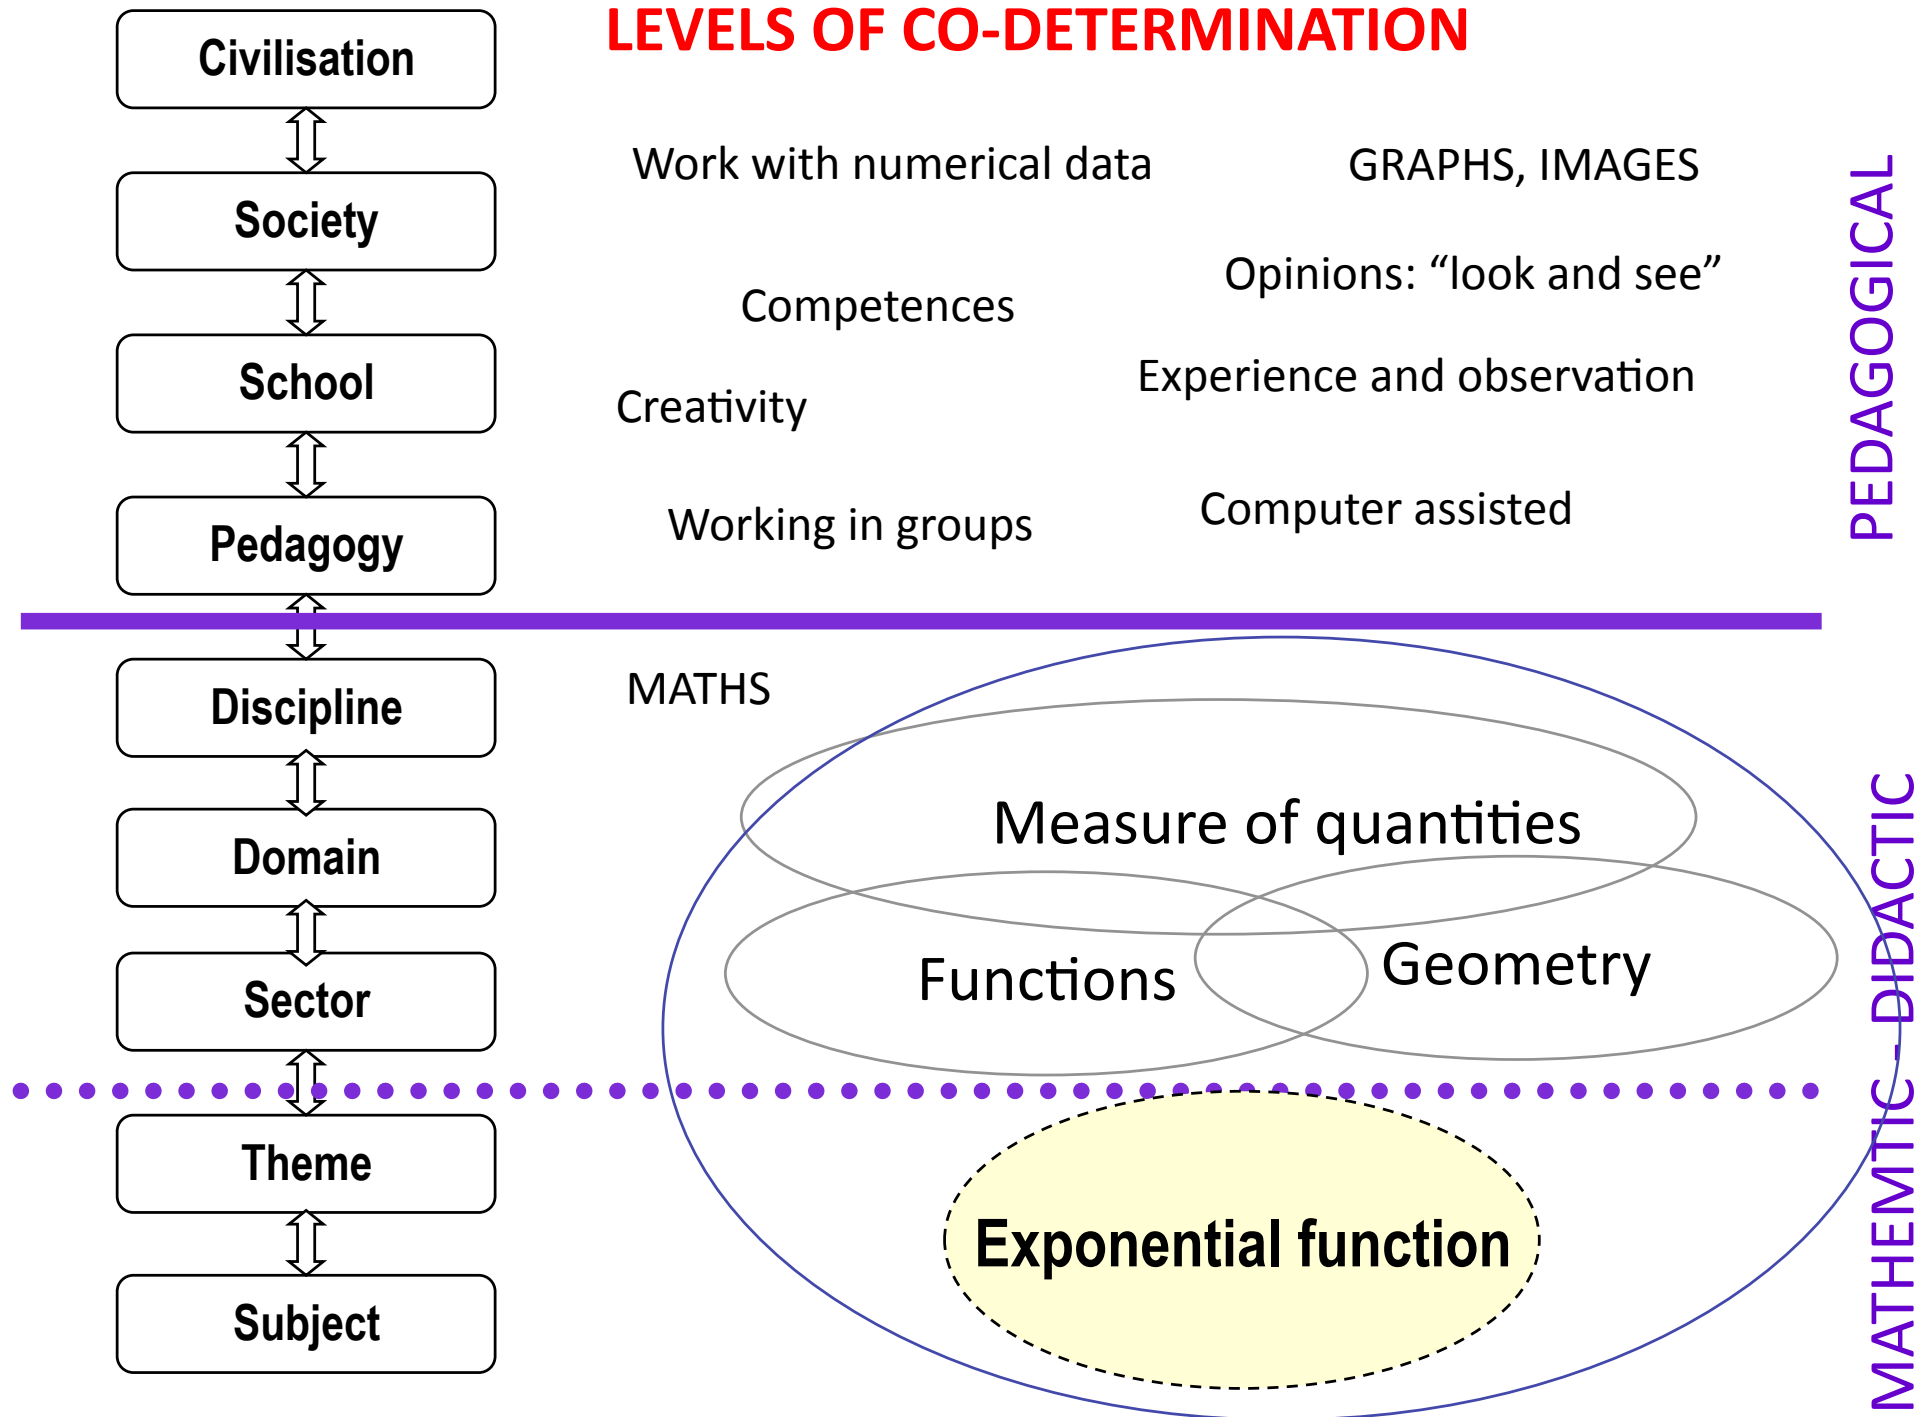 LEVELS OF CO-DETERMINATION
Civilisation
Society
School
Pedagogy
Discipline
Domain
Sector
Theme
Subject
Work with numerical data
GRAPHS, IMAGES
Opinions: “look and see”
Competences
Experience and observation
Creativity
Computer assisted
Working in groups
PEDAGOGICAL
MATHS
Measure of quantities
Functions
Geometry
Exponential function
MATHEMTIC - DIDACTIC